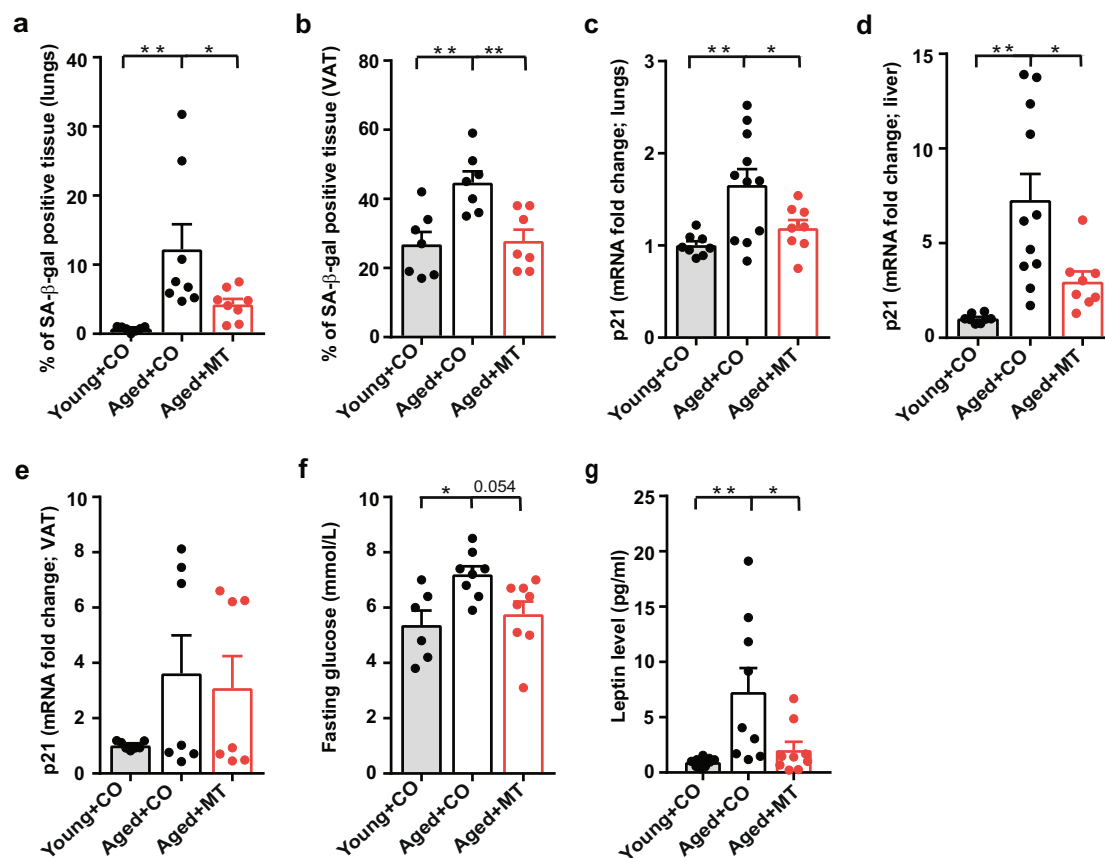 a
% of SA-β-gal positive tissue (lungs)
40
30
20
10
0
** *
Young+CO
Aged+CO
Aged+MT
b
% of SA-β-gal positive tissue (VAT)
80
60
40
20
0
** **
Young+CO
Aged+CO
Aged+MT
c
p21 (mRNA fold change; lungs)
3
2
1
0
** *
Young+CO
Aged+CO
Aged+MT
d
p21 (mRNA fold change; liver)
15
10
5
0
** *
Young+CO
Aged+CO
Aged+MT
e
p21 (mRNA fold change; VAT)
10
8
6
4
2
0
Young+CO
Aged+CO
Aged+MT
f
Fasting glucose (mmol/L)
10
8
6
4
2
0
* 0.054
Young+CO
Aged+CO
Aged+MT
g
Leptin level (pg/ml)
25
20
15
10
5
0
** *
Young+CO
Aged+CO
Aged+MT